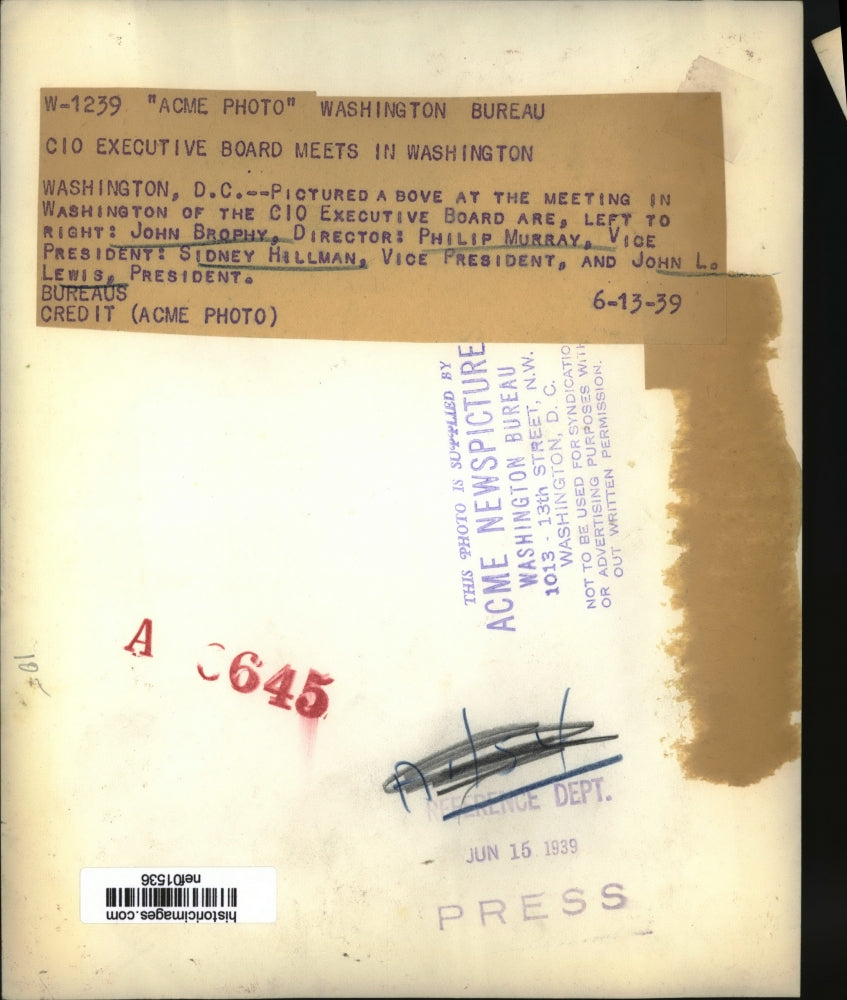 W-1239 "ACME PHOTO" WASHINGTON BUREAU
CIO EXECUTIVE BOARD MEETS IN WASHINGTON
WASHINGTON, D.C.--PICTURED A BOVE AT THE MEETING IN
WASHINGTON OF THE CIO EXECUTIVE BOARD ARE, LEFT TO
RIGHT: JOHN BROPHY, DIRECTOR: PHILIP MURRAY, VICE
PRESIDENT: SIDNEY HILLMAN, VICE PRESIDENT, AND JOHN L.
LEWIS, PRESIDENT.
BUREAUS 6-13-39
CREDIT (ACME PHOTO)
THIS PHOTO IS SUPPLIED BY
ACME NEWSPICTURE
WASHINGTON BUREAU
1013 - 13th STREET, N.W.
WASHINGTON, D. C.
NOT TO BE USED FOR SYNDICATIO
OR ADVERTISING PURPOSES WITH
OUT WRITTEN PERMISSION.
A 645
REFERENCE DEPT.
JUN 15 1939
PRESS
historicimages.com
nef01536